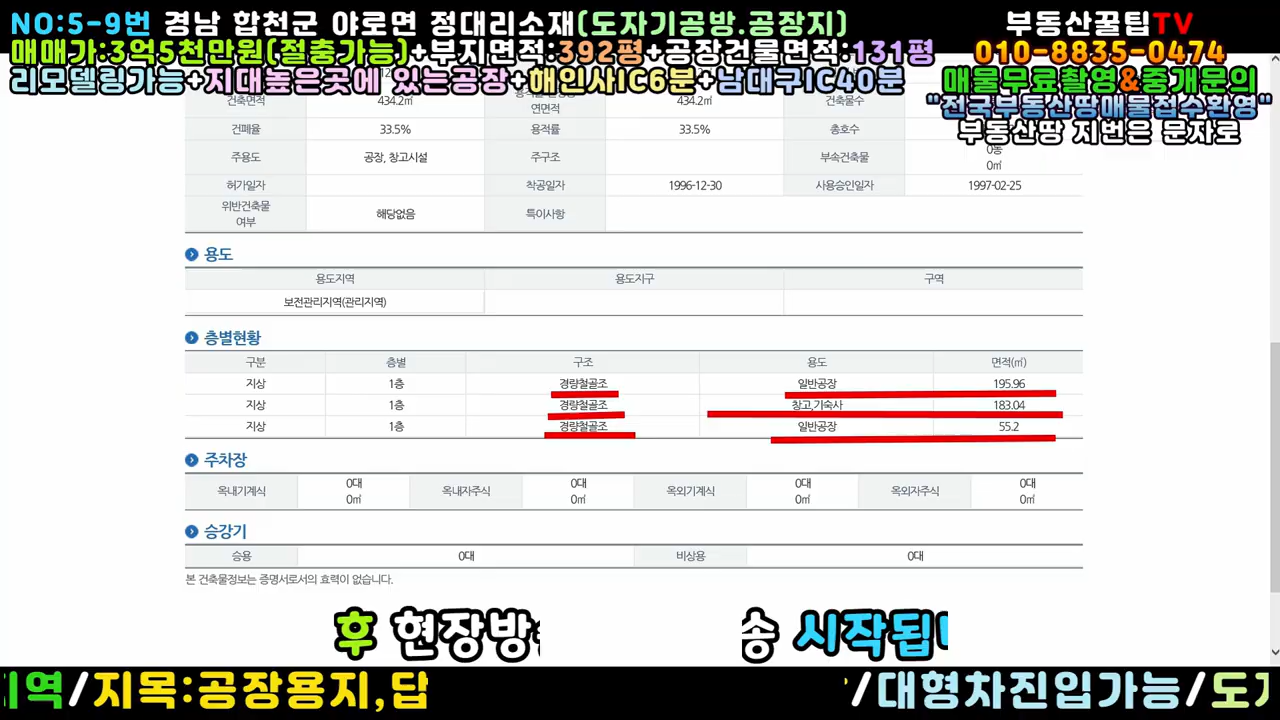 NO:5-9번 경남 합천군 야로면 정대리소재(도자기공방.공장지)
매매가:3억5천만원(절충가능)+부지면적:392평+공장건물면적:131평
리모델링가능+지대높은곳에 있는공장+해인사IC6분+남대구IC40분
부동산꿀팁TV
010-8835-0474
매물무료촬영&중개문의
"전국부동산땅매물접수환영"
부동산땅 지번은 문자로
건축면적 434.2㎡ 연면적 434.2㎡ 건축물수
건폐율 33.5% 용적률 33.5% 총호수
주용도 공장, 창고시설 주구조 부속건축물 0동
0㎡
허가일자 착공일자 1996-12-30 사용승인일자 1997-02-25
위반건축물
여부 해당없음 특이사항
용도
용도지역 용도지구 구역
보전관리지역(관리지역)
층별현황
구분 층별 구조 용도 면적(㎡)
지상 1층 경량철골조 일반공장 195.96
지상 1층 경량철골조 창고,기숙사 183.04
지상 1층 경량철골조 일반공장 55.2
주차장
옥내기계식 0대 옥내자주식 0대 옥외기계식 0대 옥외자주식 0대
0㎡ 0㎡ 0㎡ 0㎡
승강기
승용 0대 비상용 0대
본 건축물정보는 증명서로서의 효력이 없습니다.
후 현장방 송 시작됩
지역/지목:공장용지,답 /대형차진입가능/도